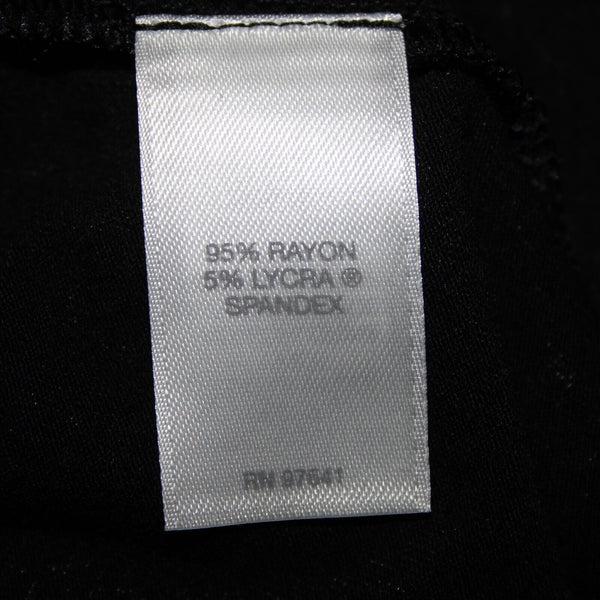 95% RAYON
5% LYCRA ®
SPANDEX
RN 97641